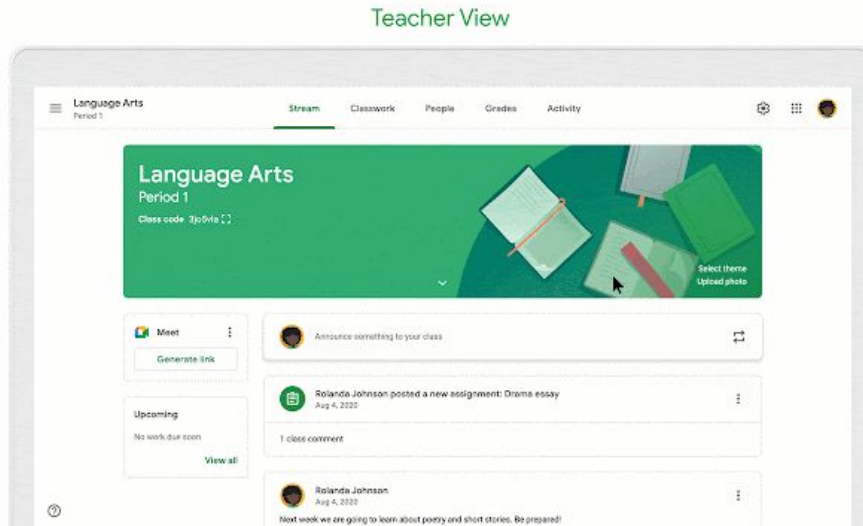 Teacher View
Language Arts
Period 1
Stream
Classwork
People
Grades
Activity
Language Arts
Period 1
Class code 3jo5vla
Select theme
Upload photo
Meet
Generate link
Announce something to your class
Rolanda Johnson posted a new assignment: Drama essay
Aug 4, 2020
1 class comment
Upcoming
No work due soon
View all
Rolanda Johnson
Aug 4, 2020
Next week we are going to learn about poetry and short stories. Be prepared!